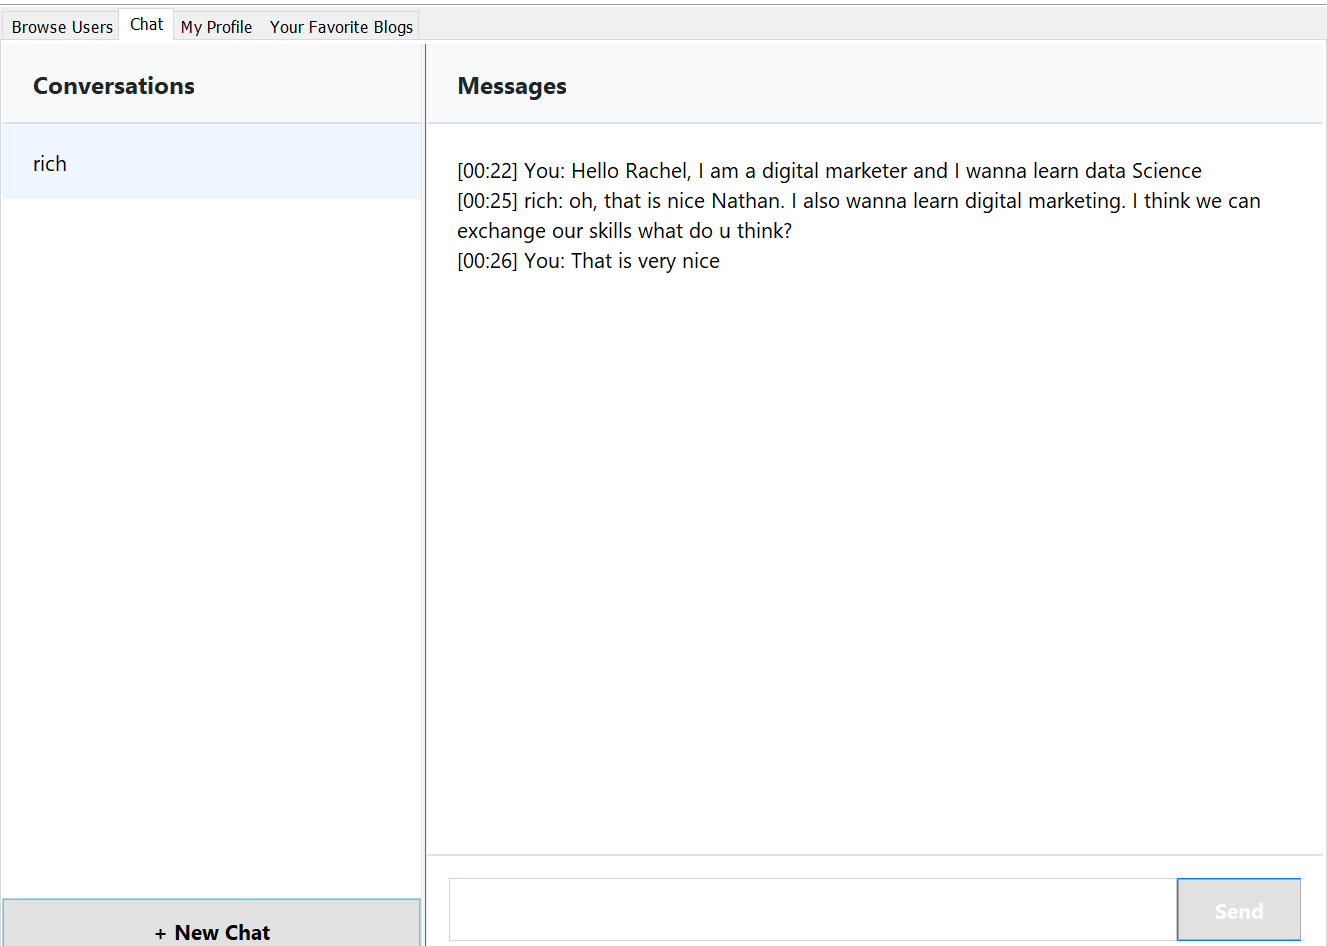 Browse Users
Chat
My Profile
Your Favorite Blogs
Conversations
rich
+ New Chat
Messages
[00:22] You: Hello Rachel, I am a digital marketer and I wanna learn data Science
[00:25] rich: oh, that is nice Nathan. I also wanna learn digital marketing. I think we can
exchange our skills what do u think?
[00:26] You: That is very nice
Send